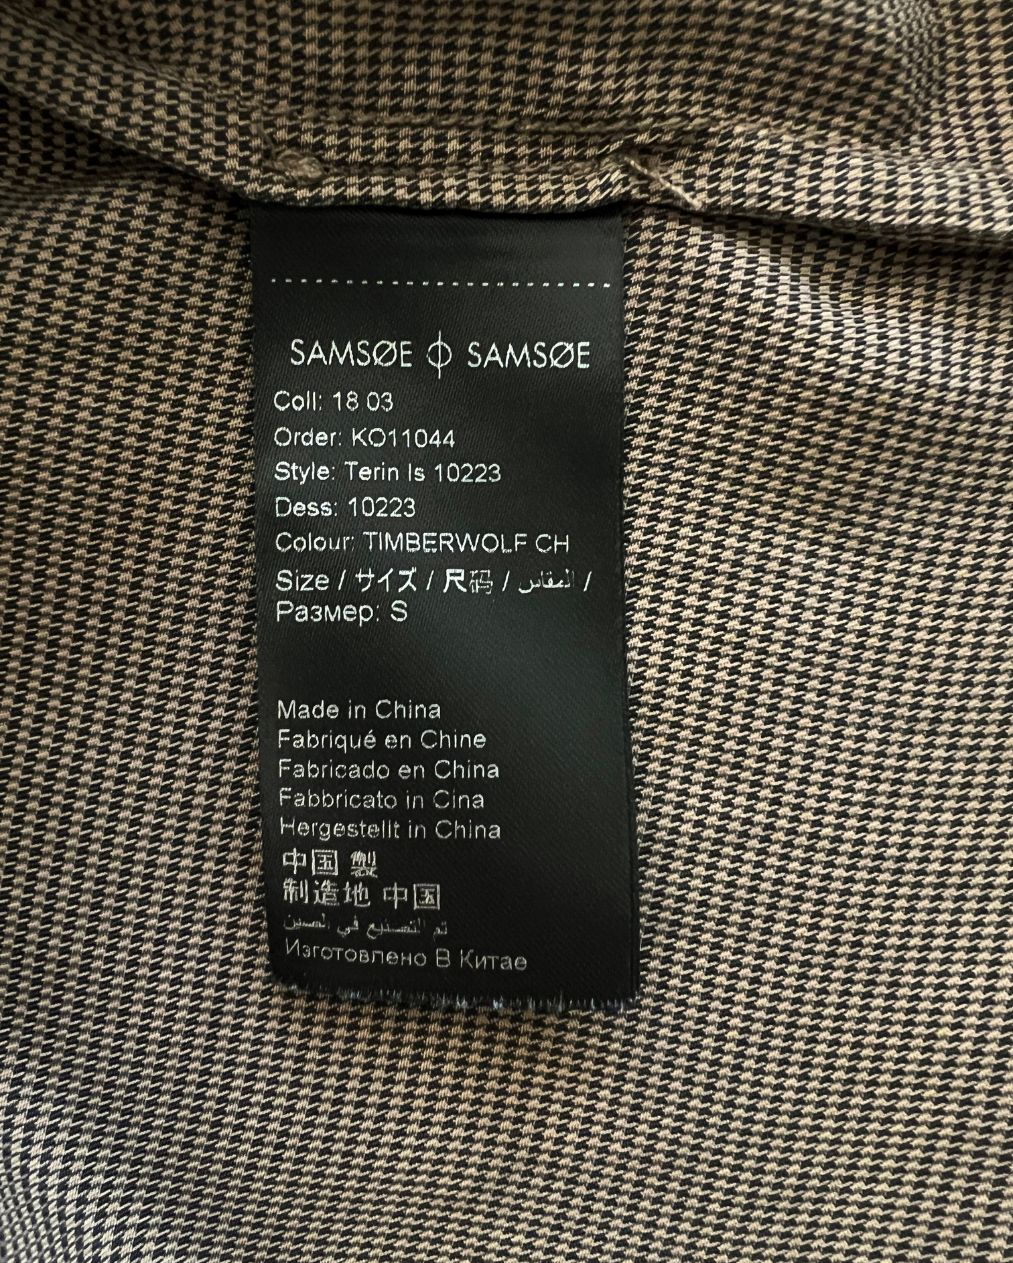 SAMSØE ϕ SAMSØE
Coll: 18 03
Order: KO11044
Style: Terin ls 10223
Dess: 10223
Colour: TIMBERWOLF CH
Size / サイズ / 尺码 / المقاس /
Размер: S
Made in China
Fabriqué en Chine
Fabricado en China
Fabbricato in Cina
Hergestellt in China
中国 製
制造地 中国
تم التصنيع في الصين
Изготовлено В Китае